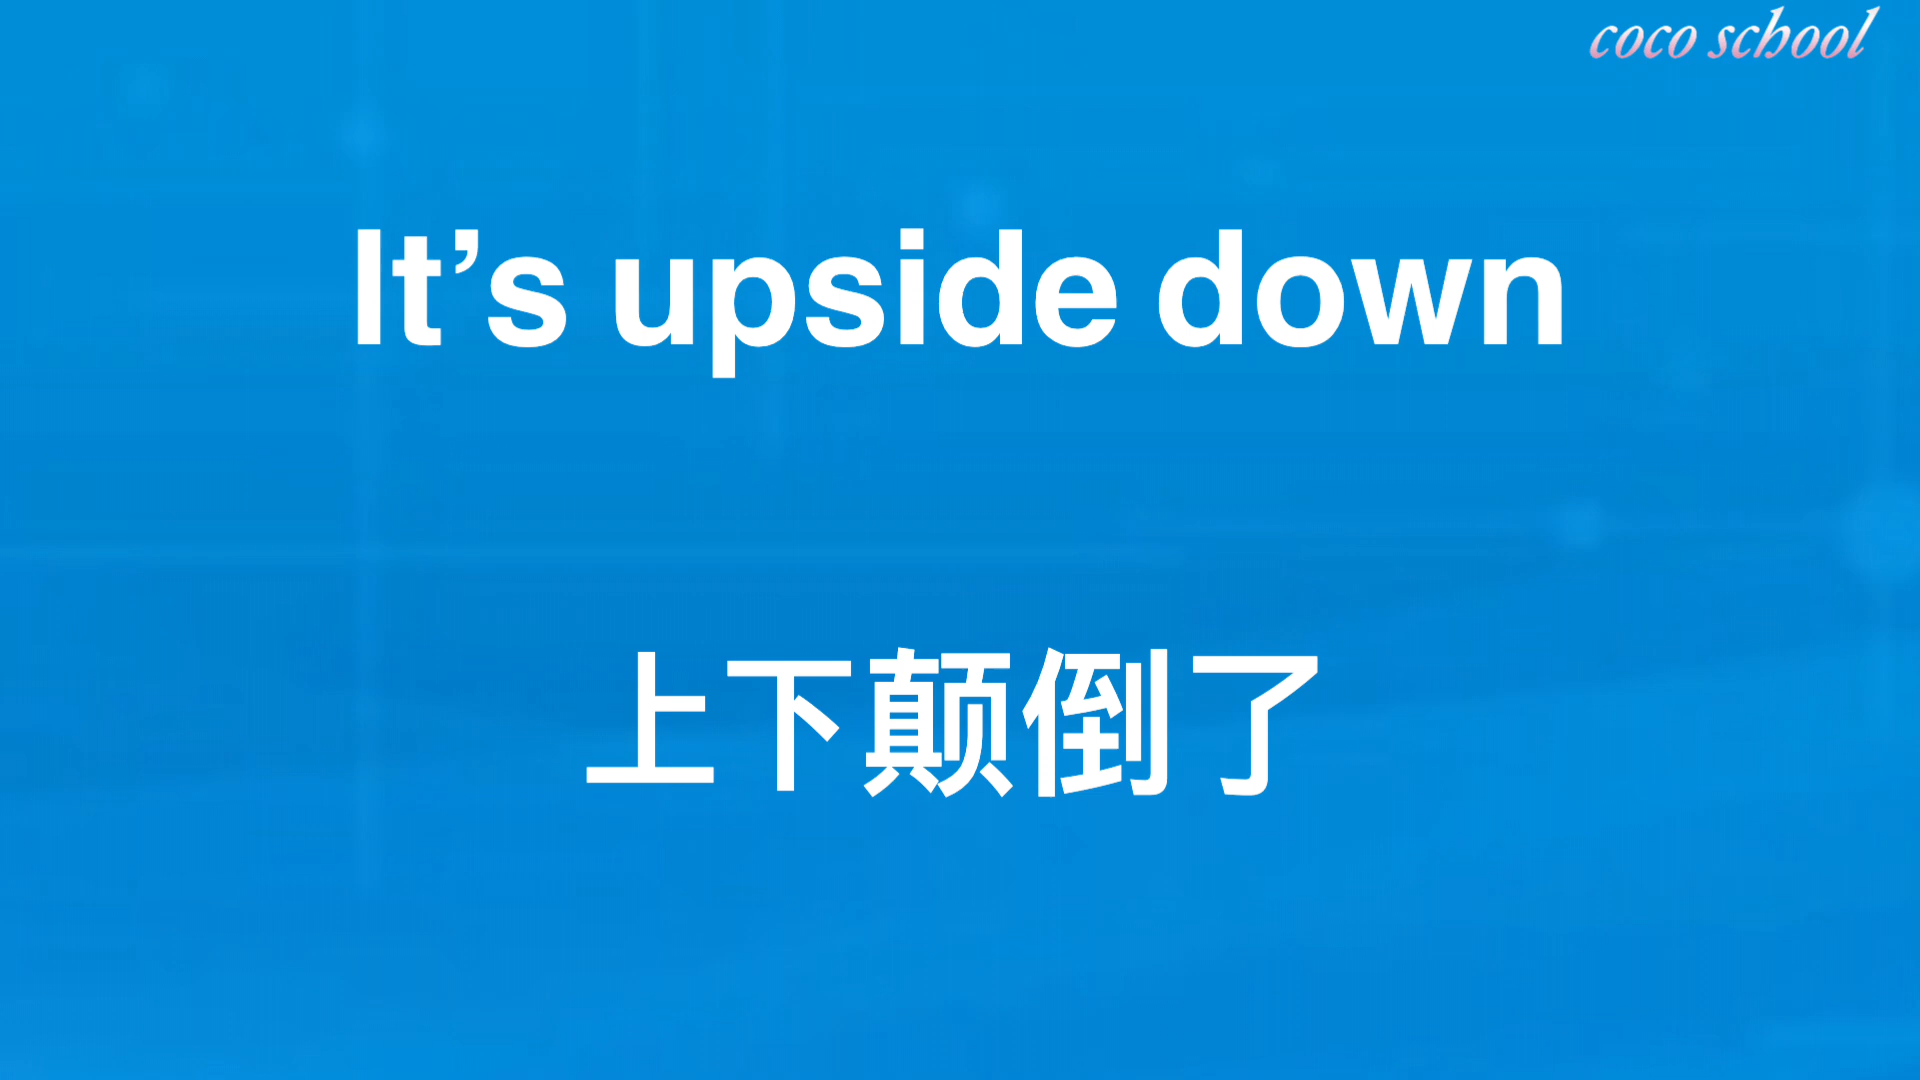 coco school
It’s upside down
上下颠倒了